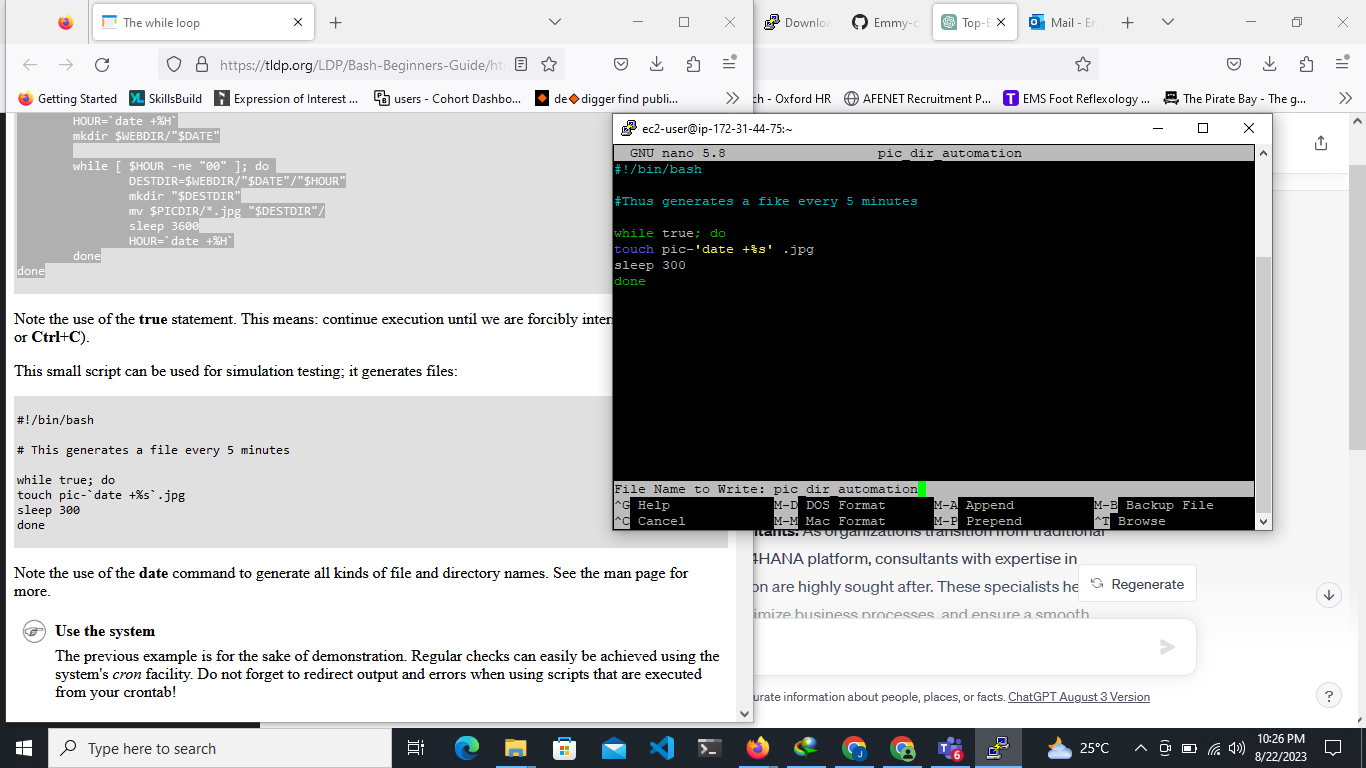 The while loop
Downloa
Emmy-c
Top-E
Mail - En
https://tldp.org/LDP/Bash-Beginners-Guide/ht
Getting Started
SkillsBuild
Expression of Interest ...
users - Cohort Dashbo...
de◆digger find publi...
ch - Oxford HR
AFENET Recruitment P...
EMS Foot Reflexology ...
The Pirate Bay - The g...
HOUR=`date +%H`
mkdir $WEBDIR/"$DATE"
while [ $HOUR -ne "00" ]; do
DESTDIR=$WEBDIR/"$DATE"/"$HOUR"
mkdir "$DESTDIR"
mv $PICDIR/*.jpg "$DESTDIR"/
sleep 3600
HOUR=`date +%H`
done
done
Note the use of the true statement. This means: continue execution until we are forcibly inter
or Ctrl+C).
This small script can be used for simulation testing; it generates files:
#!/bin/bash
# This generates a file every 5 minutes
while true; do
touch pic-`date +%s`.jpg
sleep 300
done
Note the use of the date command to generate all kinds of file and directory names. See the man page for
more.
Use the system
The previous example is for the sake of demonstration. Regular checks can easily be achieved using the
system's cron facility. Do not forget to redirect output and errors when using scripts that are executed
from your crontab!
ec2-user@ip-172-31-44-75:~
GNU nano 5.8 pic_dir_automation
#!/bin/bash
#Thus generates a fike every 5 minutes
while true; do
touch pic-'date +%s' .jpg
sleep 300
done
File Name to Write: pic_dir_automation
^G Help M-D DOS Format M-A Append M-B Backup File
^C Cancel M-M Mac Format M-P Prepend ^T Browse
ltants: As organizations transition from traditional
4HANA platform, consultants with expertise in
on are highly sought after. These specialists he
imize business processes, and ensure a smooth
Regenerate
urate information about people, places, or facts. ChatGPT August 3 Version
?
Type here to search
6
25°C
10:26 PM
8/22/2023